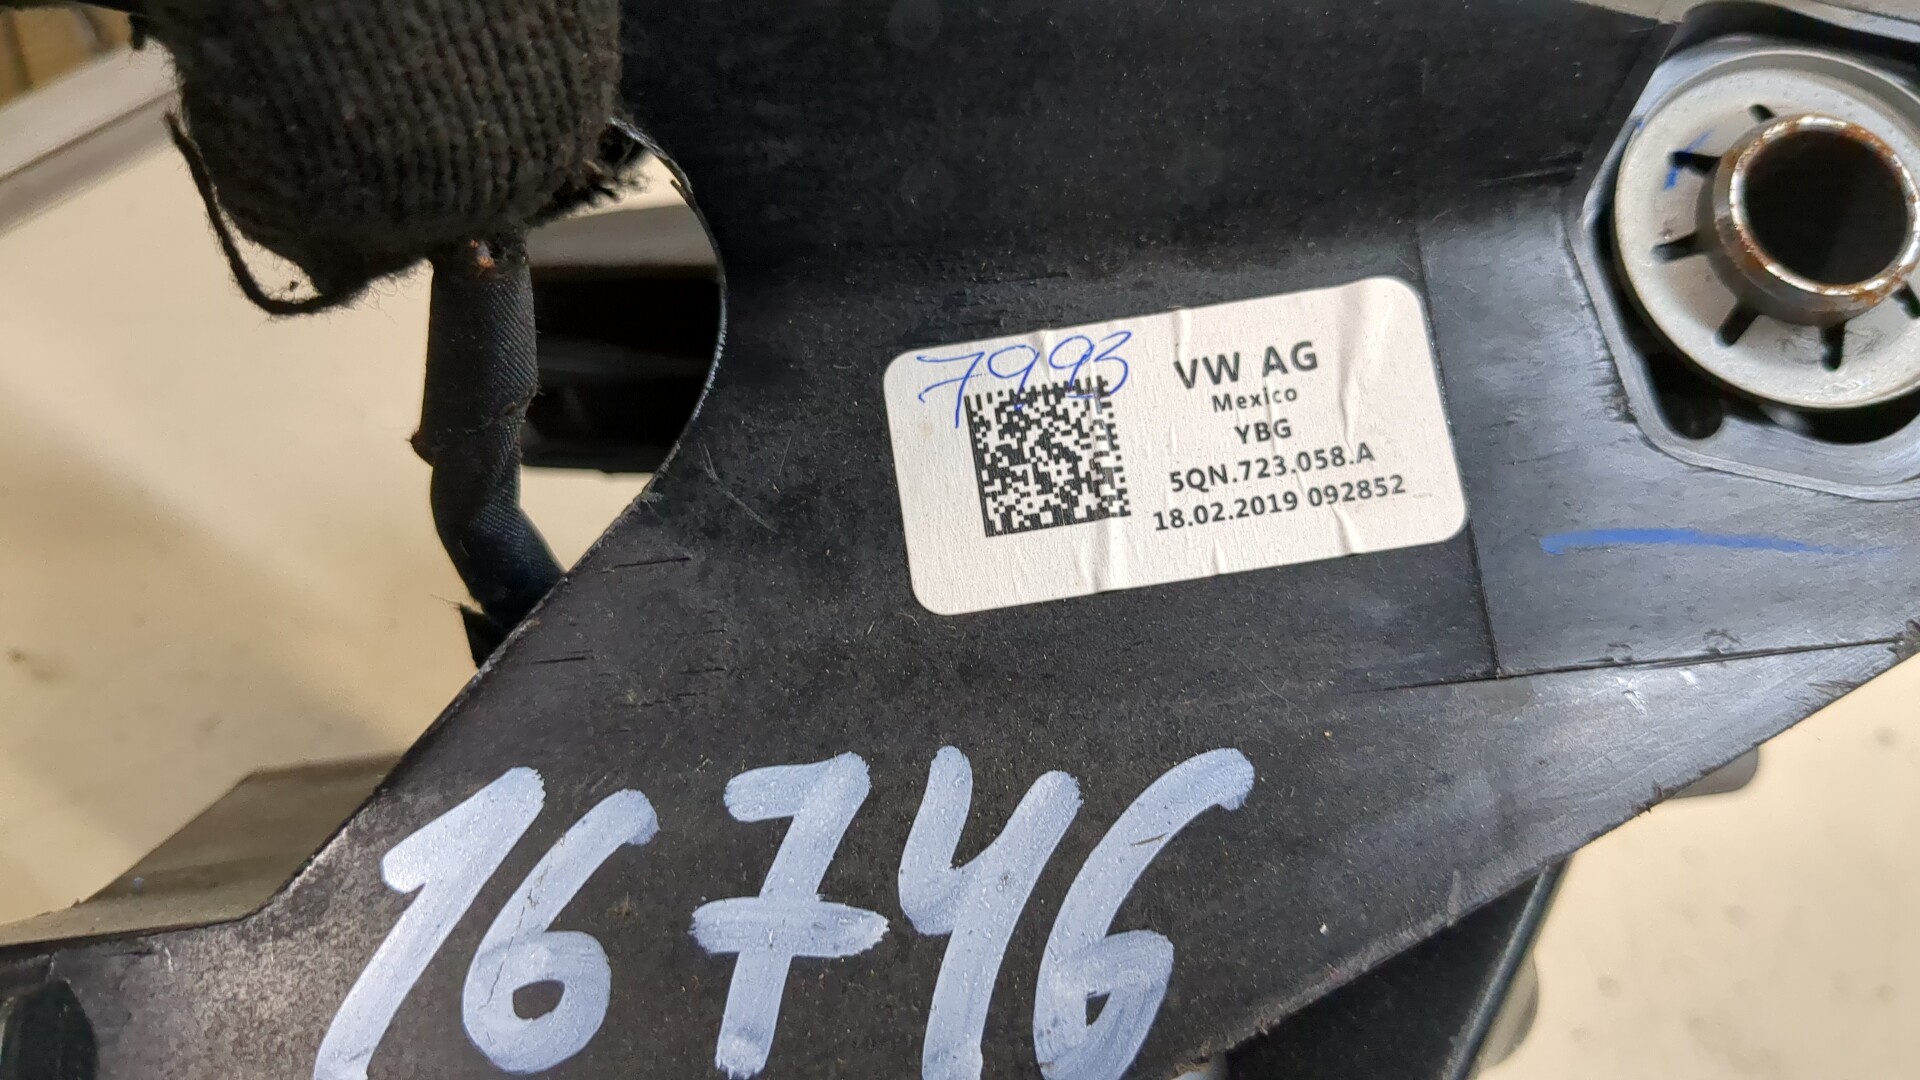 7993
VW AG
Mexico
YBG
5QN.723.058.A
18.02.2019 092852
16746